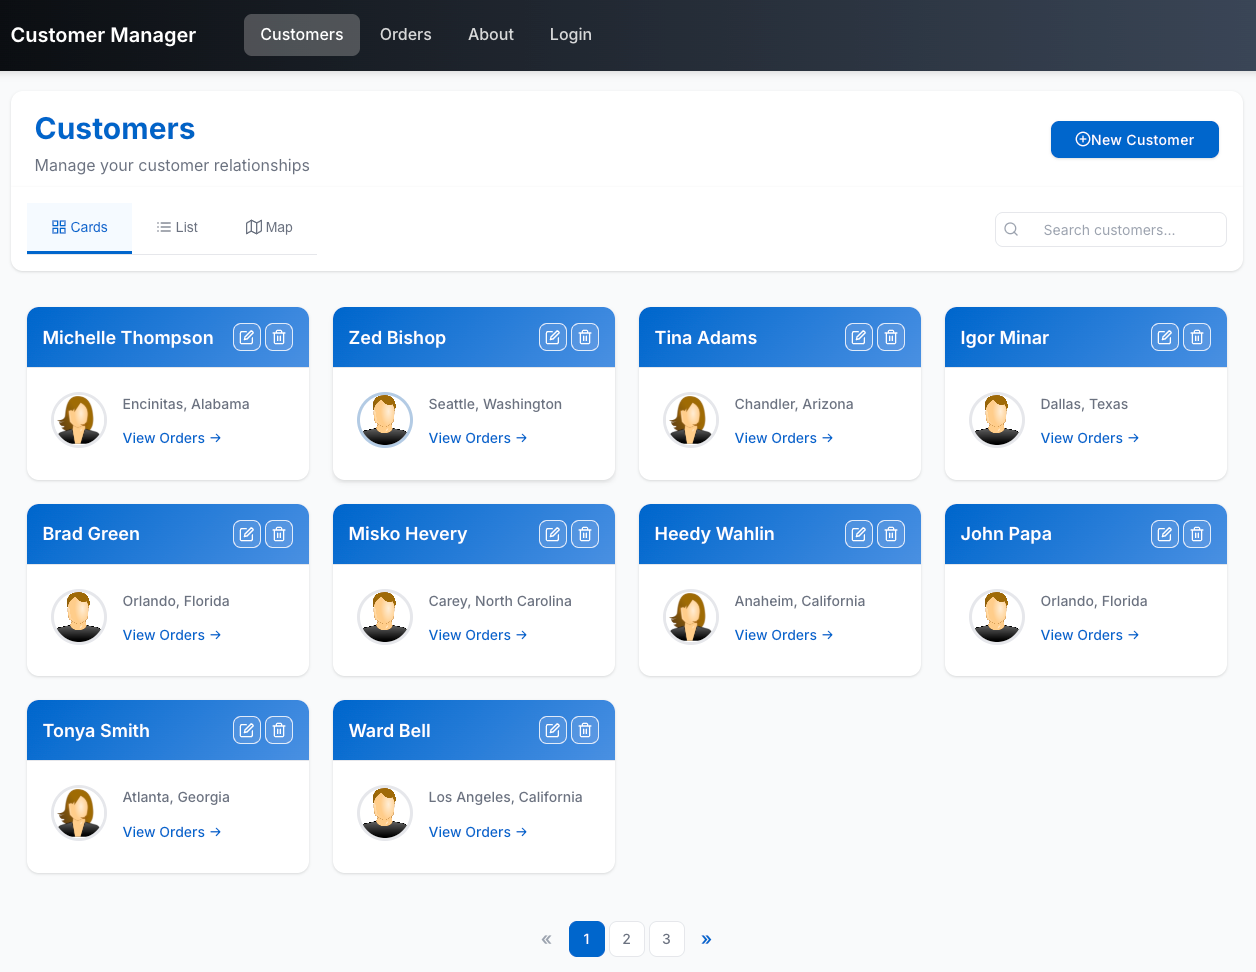 Customer Manager
Customers
Orders
About
Login
Customers
Manage your customer relationships
New Customer
Cards
List
Map
Search customers...
Michelle Thompson
Encinitas, Alabama
View Orders →
Zed Bishop
Seattle, Washington
View Orders →
Tina Adams
Chandler, Arizona
View Orders →
Igor Minar
Dallas, Texas
View Orders →
Brad Green
Orlando, Florida
View Orders →
Misko Hevery
Carey, North Carolina
View Orders →
Heedy Wahlin
Anaheim, California
View Orders →
John Papa
Orlando, Florida
View Orders →
Tonya Smith
Atlanta, Georgia
View Orders →
Ward Bell
Los Angeles, California
View Orders →
« 1 2 3 »